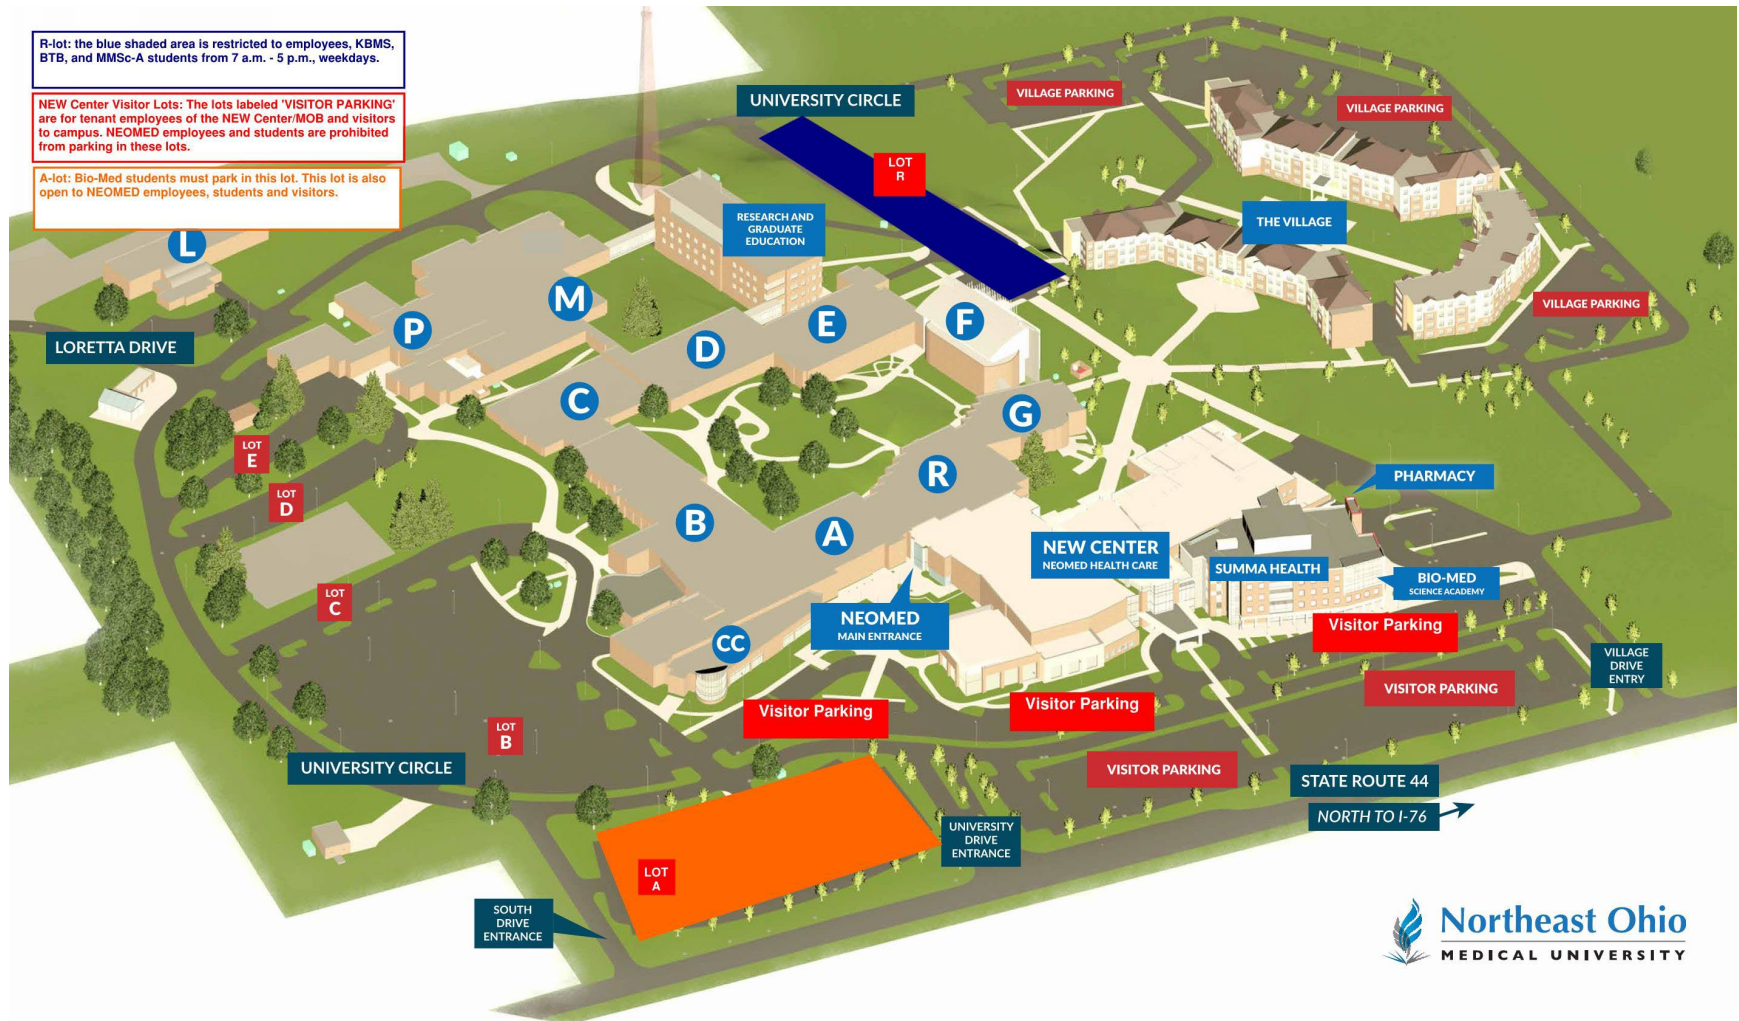 R-lot: the blue shaded area is restricted to employees, KBMS,
BTB, and MMSc-A students from 7 a.m. - 5 p.m., weekdays.
NEW Center Visitor Lots: The lots labeled 'VISITOR PARKING'
are for tenant employees of the NEW Center/MOB and visitors
to campus. NEOMED employees and students are prohibited
from parking in these lots.
A-lot: Bio-Med students must park in this lot. This lot is also
open to NEOMED employees, students and visitors.
UNIVERSITY CIRCLE
VILLAGE PARKING
VILLAGE PARKING
LOT
R
RESEARCH AND
GRADUATE
EDUCATION
THE VILLAGE
L
M
VILLAGE PARKING
P
E
F
LORETTA DRIVE
D
C
G
LOT
E
R
PHARMACY
LOT
D
B
A
NEW CENTER
NEOMED HEALTH CARE
SUMMA HEALTH
BIO-MED
SCIENCE ACADEMY
LOT
C
NEOMED
MAIN ENTRANCE
Visitor Parking
CC
VILLAGE
DRIVE
ENTRY
VISITOR PARKING
Visitor Parking
Visitor Parking
LOT
B
UNIVERSITY CIRCLE
VISITOR PARKING
STATE ROUTE 44
NORTH TO I-76
UNIVERSITY
DRIVE
ENTRANCE
LOT
A
SOUTH
DRIVE
ENTRANCE
Northeast Ohio
MEDICAL UNIVERSITY